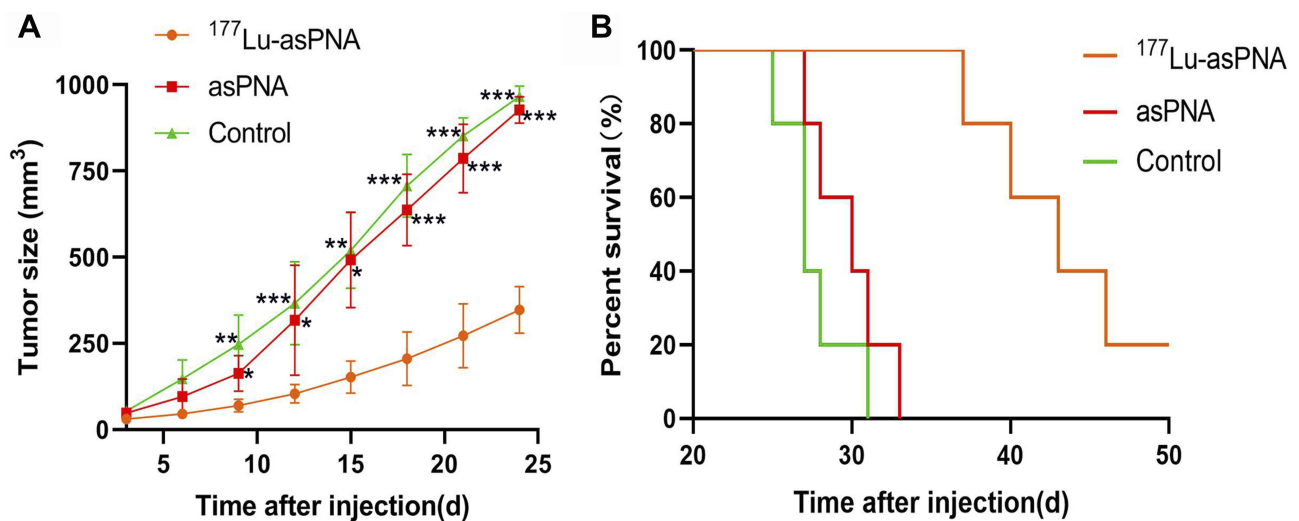 A
¹⁷⁷Lu-asPNA
asPNA
Control
Tumor size (mm³)
1000
750
500
250
0
** *** ** *** *** ***
* * * *** *** ***
5 10 15 20 25
Time after injection(d)
B
¹⁷⁷Lu-asPNA
asPNA
Control
Percent survival(%)
100
80
60
40
20
0
20 30 40 50
Time after injection(d)